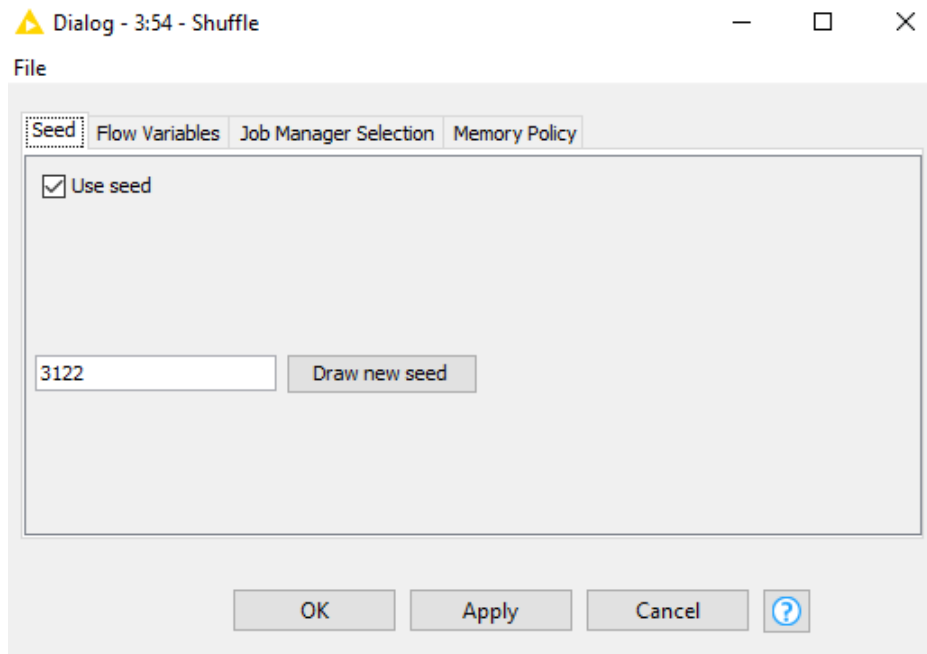 Dialog - 3:54 - Shuffle
File
Seed Flow Variables Job Manager Selection Memory Policy
Use seed
3122 Draw new seed
OK Apply Cancel ?